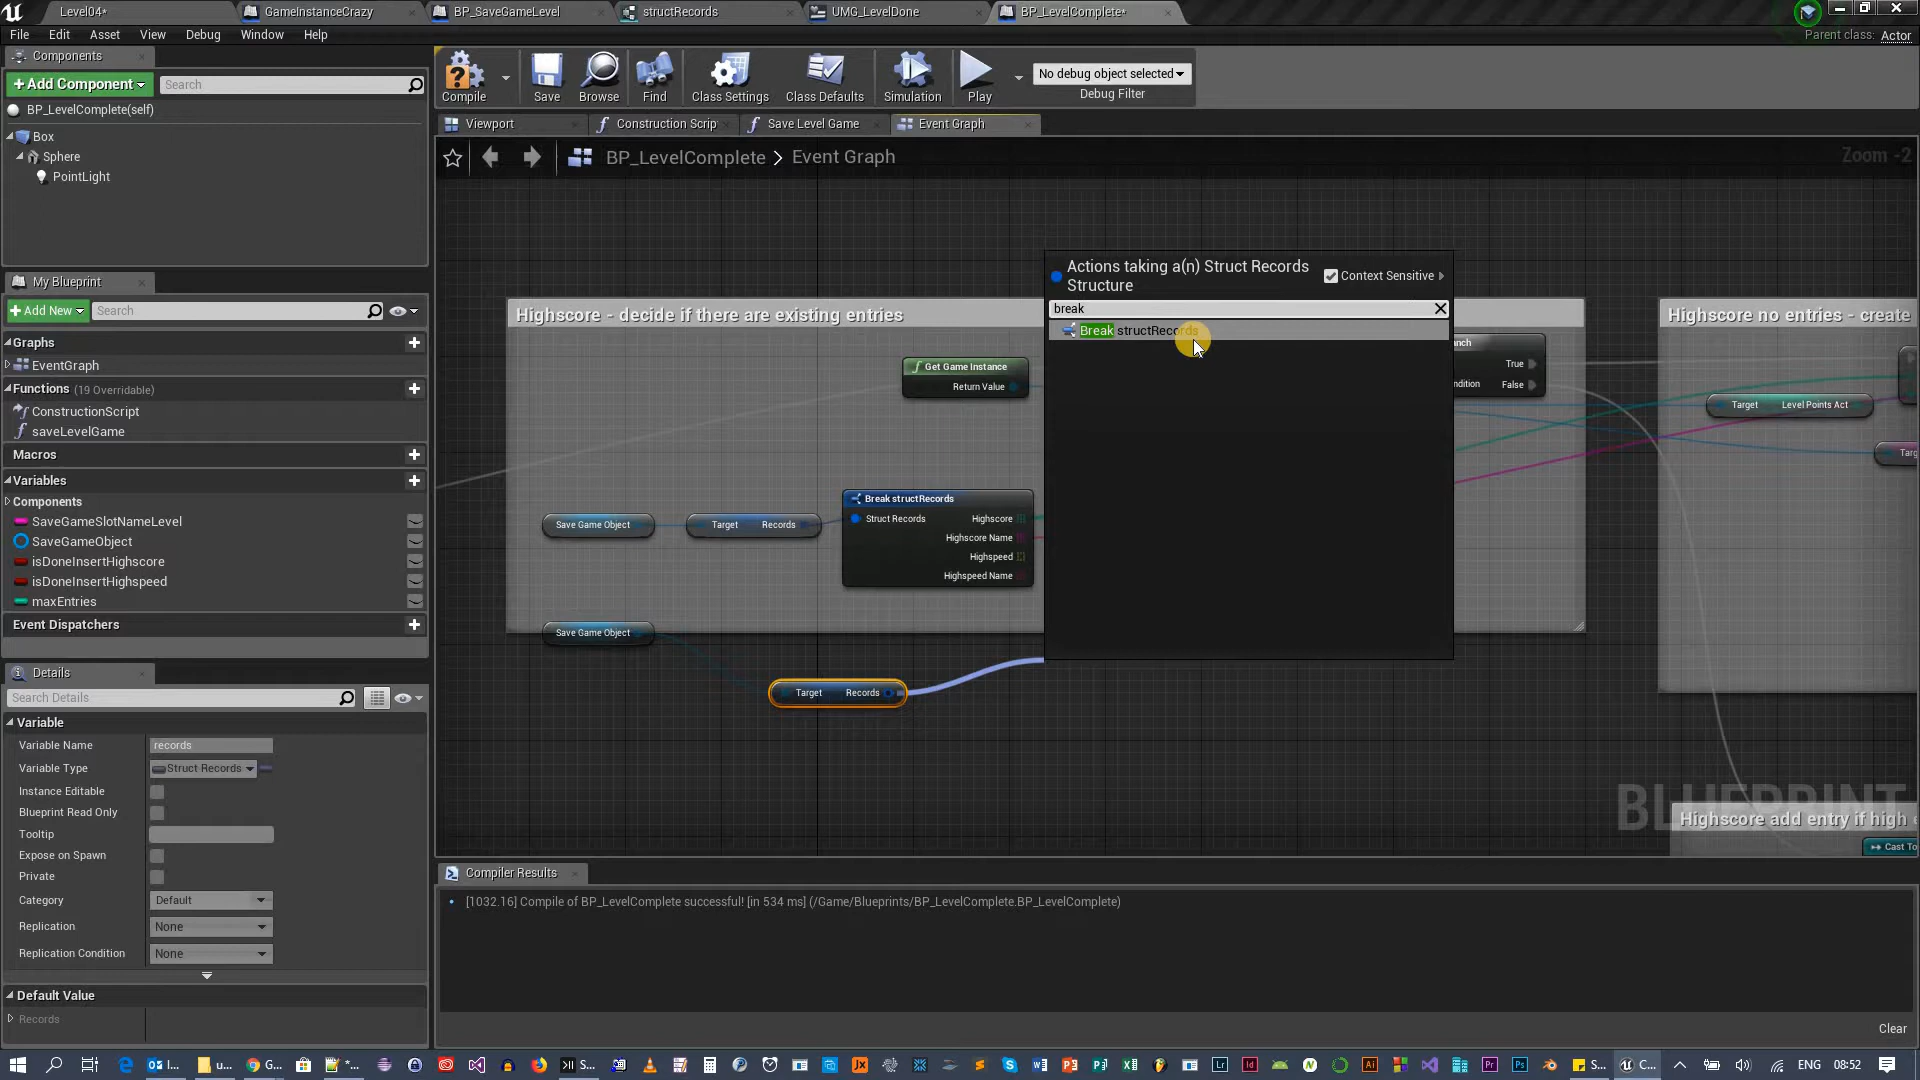 Level04*
GameInstanceCrazy
BP_SaveGameLevel
structRecords
UMG_LevelDone
BP_LevelComplete*
File
Edit
Asset
View
Debug
Window
Help
Parent class: Actor
Components
+Add Component
Search
BP_LevelComplete(self)
Box
Sphere
PointLight
Compile
Save
Browse
Find
Class Settings
Class Defaults
Simulation
Play
No debug object selected
Debug Filter
Viewport
Construction Scrip
Save Level Game
Event Graph
BP_LevelComplete > Event Graph
Zoom -2
My Blueprint
+Add New
Search
Graphs
EventGraph
Functions (19 Overridable)
ConstructionScript
saveLevelGame
Macros
Variables
Components
SaveGameSlotNameLevel
SaveGameObject
isDoneInsertHighscore
isDoneInsertHighspeed
maxEntries
Event Dispatchers
Details
Search Details
Variable
Variable Name
records
Variable Type
Struct Records
Instance Editable
Blueprint Read Only
Tooltip
Expose on Spawn
Private
Category
Default
Replication
None
Replication Condition
None
Default Value
Records
Highscore - decide if there are existing entries
Get Game Instance
Return Value
Save Game Object
Target Records
Break structRecords
Struct Records
Highscore
Highscore Name
Highspeed
Highspeed Name
Save Game Object
Target Records
Actions taking a(n) Struct Records
Structure
Context Sensitive
break
Break structRecords
nch
True
ndition
False
Highscore no entries - create
Target Level Points Act
Targ
BLUEPRINT
Highscore add entry if high e
Cast To
Compiler Results
[1032.16] Compile of BP_LevelComplete successful! [in 534 ms] (/Game/Blueprints/BP_LevelComplete.BP_LevelComplete)
Clear
I...
u...
G...
*...
S...
S...
C...
ENG
08:52